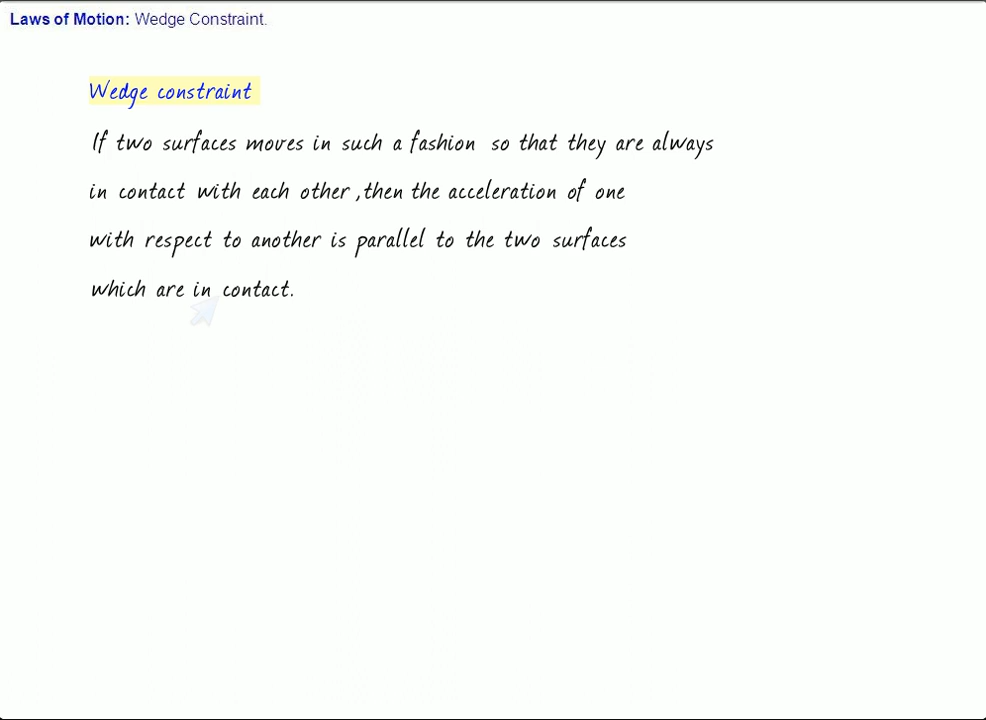 Laws of Motion: Wedge Constraint.
Wedge constraint
If two surfaces moves in such a fashion so that they are always
in contact with each other ,then the acceleration of one
with respect to another is parallel to the two surfaces
which are in contact.